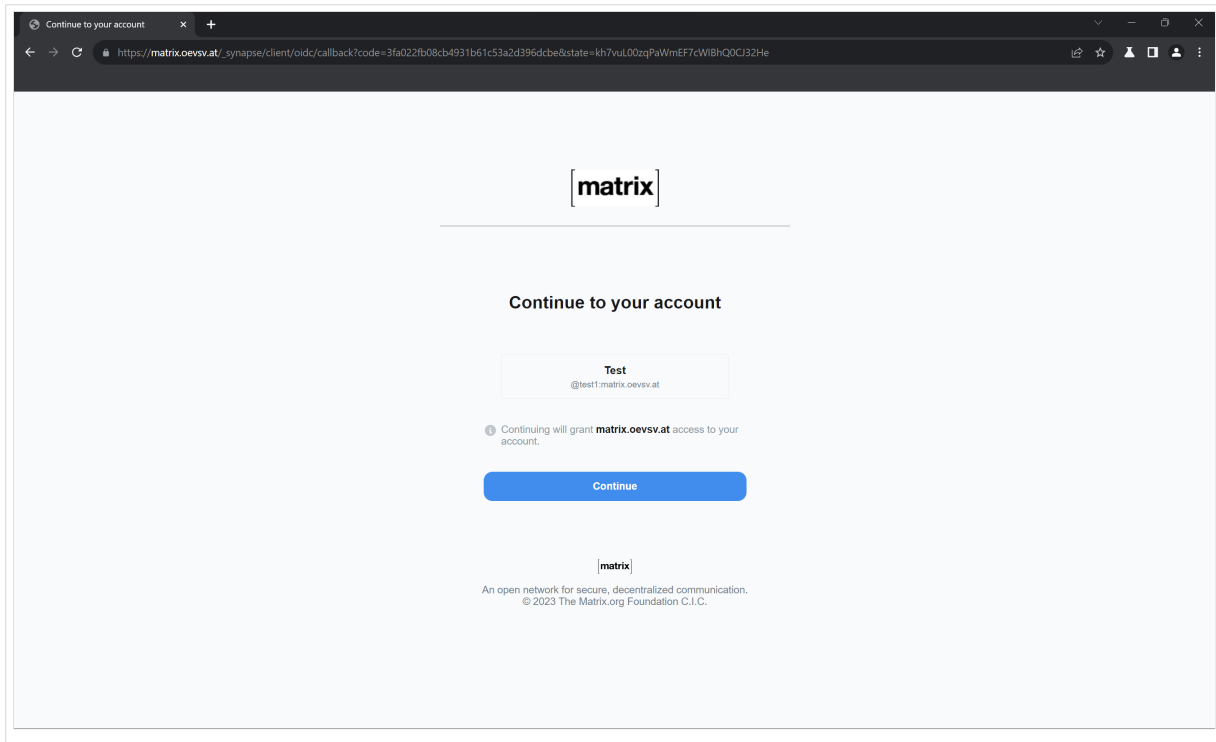 Continue to your account
https://matrix.oevsv.at/_synapse/client/oidc/callback?code=3fa022fb08cb4931b61c53a2d396dcbe&state=kh7vuL00zqPaWmEF7cWIBhQ0CJ32He
[matrix]
Continue to your account
Test
@test1:matrix.oevsv.at
Continuing will grant matrix.oevsv.at access to your
account.
Continue
[matrix]
An open network for secure, decentralized communication.
© 2023 The Matrix.org Foundation C.I.C.